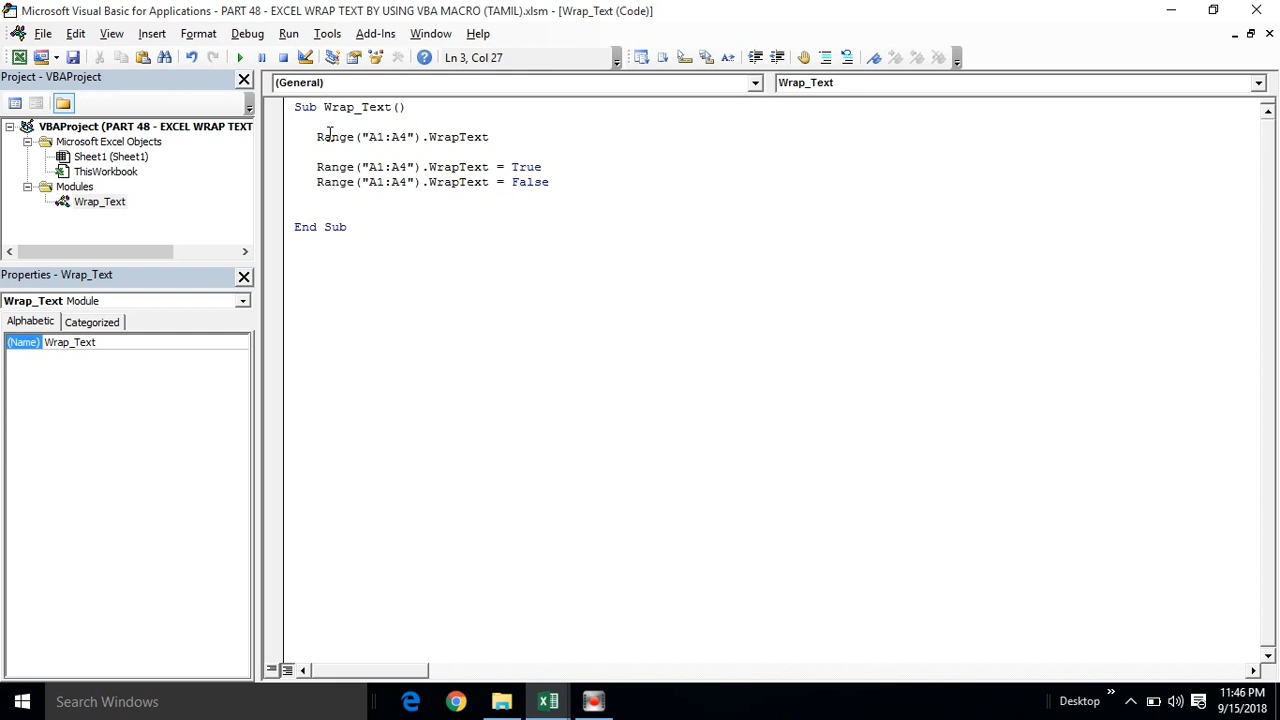 Microsoft Visual Basic for Applications - PART 48 - EXCEL WRAP TEXT BY USING VBA MACRO (TAMIL).xlsm - [Wrap_Text (Code)]
File Edit View Insert Format Debug Run Tools Add-Ins Window Help
Ln 3, Col 27
Project - VBAProject
(General) Wrap_Text
VBAProject (PART 48 - EXCEL WRAP TEXT
Microsoft Excel Objects
Sheet1 (Sheet1)
ThisWorkbook
Modules
Wrap_Text
Properties - Wrap_Text
Wrap_Text Module
Alphabetic Categorized
(Name) Wrap_Text
Sub Wrap_Text()
Range("A1:A4").WrapText
Range("A1:A4").WrapText = True
Range("A1:A4").WrapText = False
End Sub
Search Windows
Desktop
11:46 PM
9/15/2018